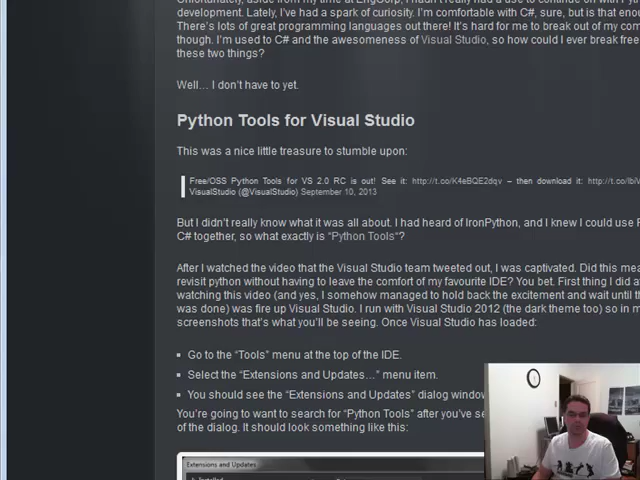 Unfortunately, aside from my time at EngCorp, I hadn't really had a use to continue on with
development. Lately, I've had a spark of curiosity. I'm comfortable with C#, sure, but is that
There's lots of great programming languages out there! It's hard for me to break out of my
though. I'm used to C# and the awesomeness of Visual Studio, so how could I ever break free
these two things?
Well… I don't have to yet.
Python Tools for Visual Studio
This was a nice little treasure to stumble upon:
Free/OSS Python Tools for VS 2.0 RC is out! See it: http://t.co/K4eBQE2dqv – then download it:
VisualStudio (@VisualStudio) September 10, 2013
But I didn't really know what it was all about. I had heard of IronPython, and I knew I could use
C# together, so what exactly is "Python Tools"?
After I watched the video that the Visual Studio team tweeted out, I was captivated. Did this
revisit python without having to leave the comfort of my favourite IDE? You bet. First thing I did
watching this video (and yes, I somehow managed to hold back the excitement and wait until
was done) was fire up Visual Studio. I run with Visual Studio 2012 (the dark theme too) so in
screenshots that's what you'll be seeing. Once Visual Studio has loaded:
Go to the "Tools" menu at the top of the IDE.
Select the "Extensions and Updates…" menu item.
You should see the "Extensions and Updates" dialog
You're going to want to search for "Python Tools" after you've
of the dialog. It should look something like this:
Extensions and Updates